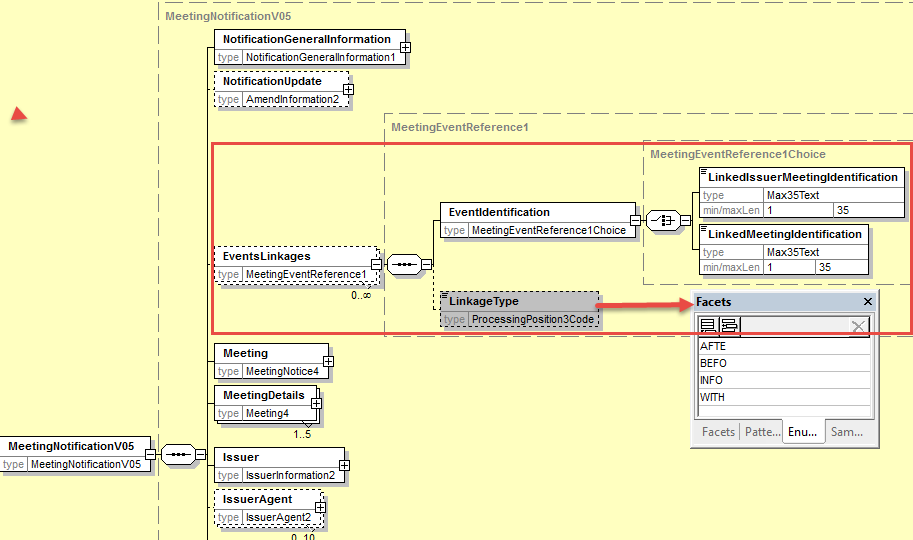 MeetingNotificationV05
NotificationGeneralInformation
type NotificationGeneralInformation1
NotificationUpdate
type AmendInformation2
MeetingEventReference1
MeetingEventReference1Choice
LinkedIssuerMeetingIdentification
type Max35Text
min/maxLen 1 35
EventIdentification
type MeetingEventReference1Choice
LinkedMeetingIdentification
type Max35Text
min/maxLen 1 35
EventsLinkages
type MeetingEventReference1
0..∞
LinkageType
type ProcessingPosition3Code
Facets
AFTE
BEFO
INFO
WITH
Facets Patte... Enu... Sam...
Meeting
type MeetingNotice4
MeetingDetails
type Meeting4
1..5
MeetingNotificationV05
type MeetingNotificationV05
Issuer
type IssuerInformation2
IssuerAgent
type IssuerAgent2
0..10